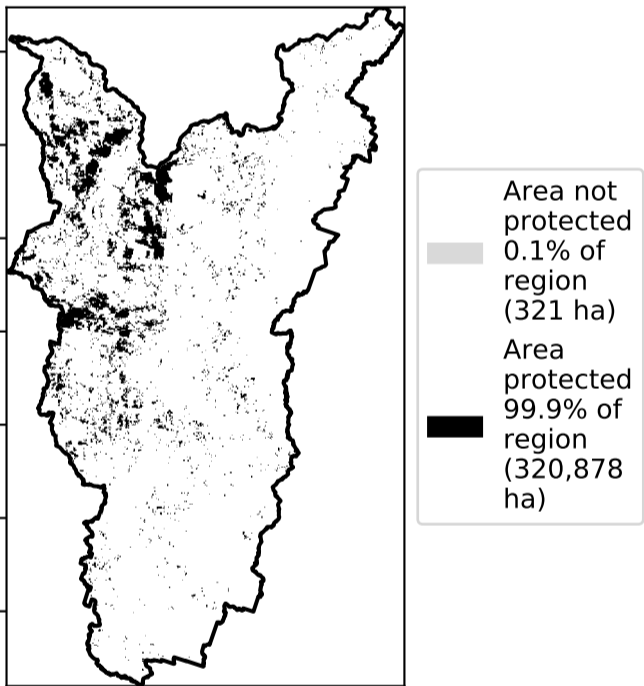 Area not
protected
0.1% of
region
(321 ha)
Area
protected
99.9% of
region
(320,878
ha)